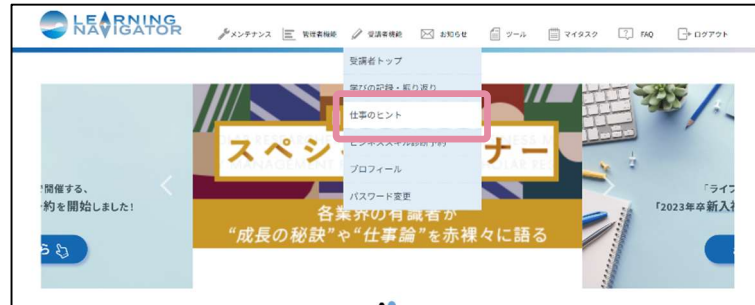 LEARNING
NAVIGATOR
メンテナンス
管理者機能
受講者機能
お知らせ
ツール
マイタスク
FAQ
ログアウト
受講者トップ
学びの記録・振り返り
仕事のヒント
プロフィール
パスワード変更
スペシ
ナー
各業界の有識者が
“成長の秘訣”や“仕事論”を赤裸々に語る
で開催する、
約を開始しました！
「ライフ
「2023年卒新入社